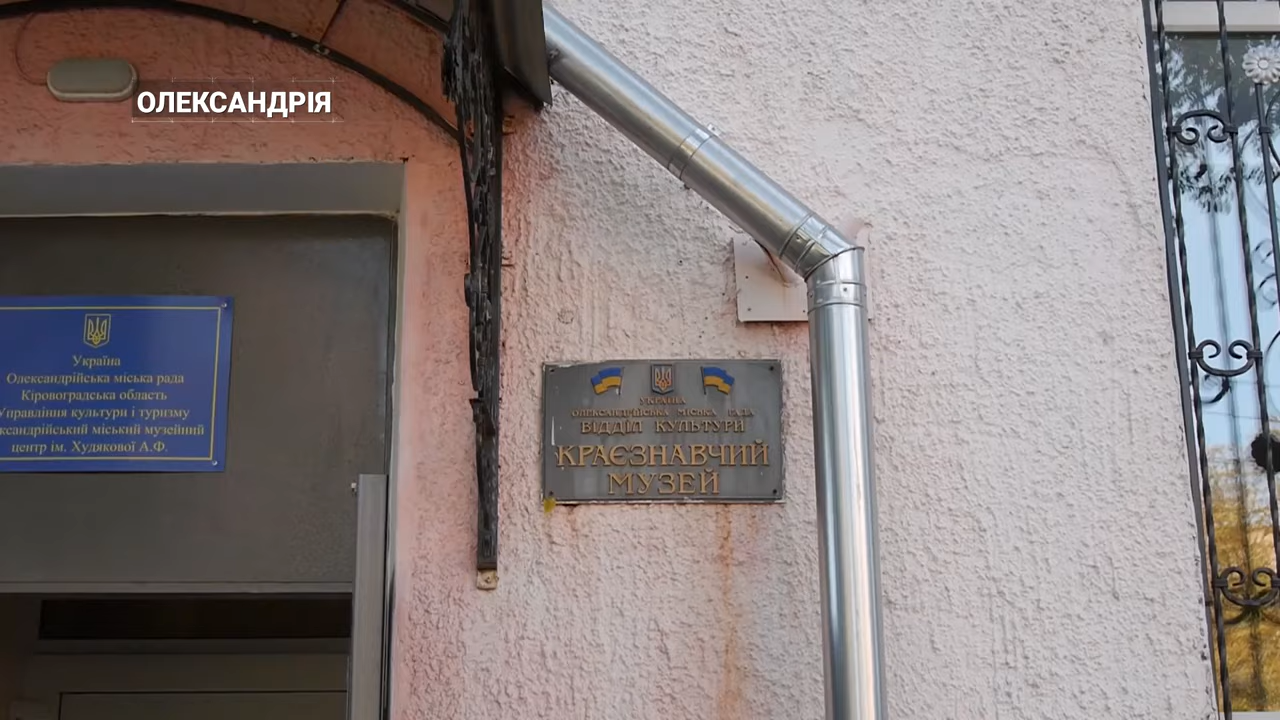 ОЛЕКСАНДРІЯ
Україна
Олександрійська міська рада
Кіровоградська область
Управління культури і туризму
міський музейний
центр ім. Худякової А.Ф.
УКРАЇНА
ОЛЕКСАНДРІЙСЬКА МІСЬКА РАДА
ВІДДІЛ КУЛЬТУРИ
КРАЄЗНАВЧИЙ
МУЗЕЙ